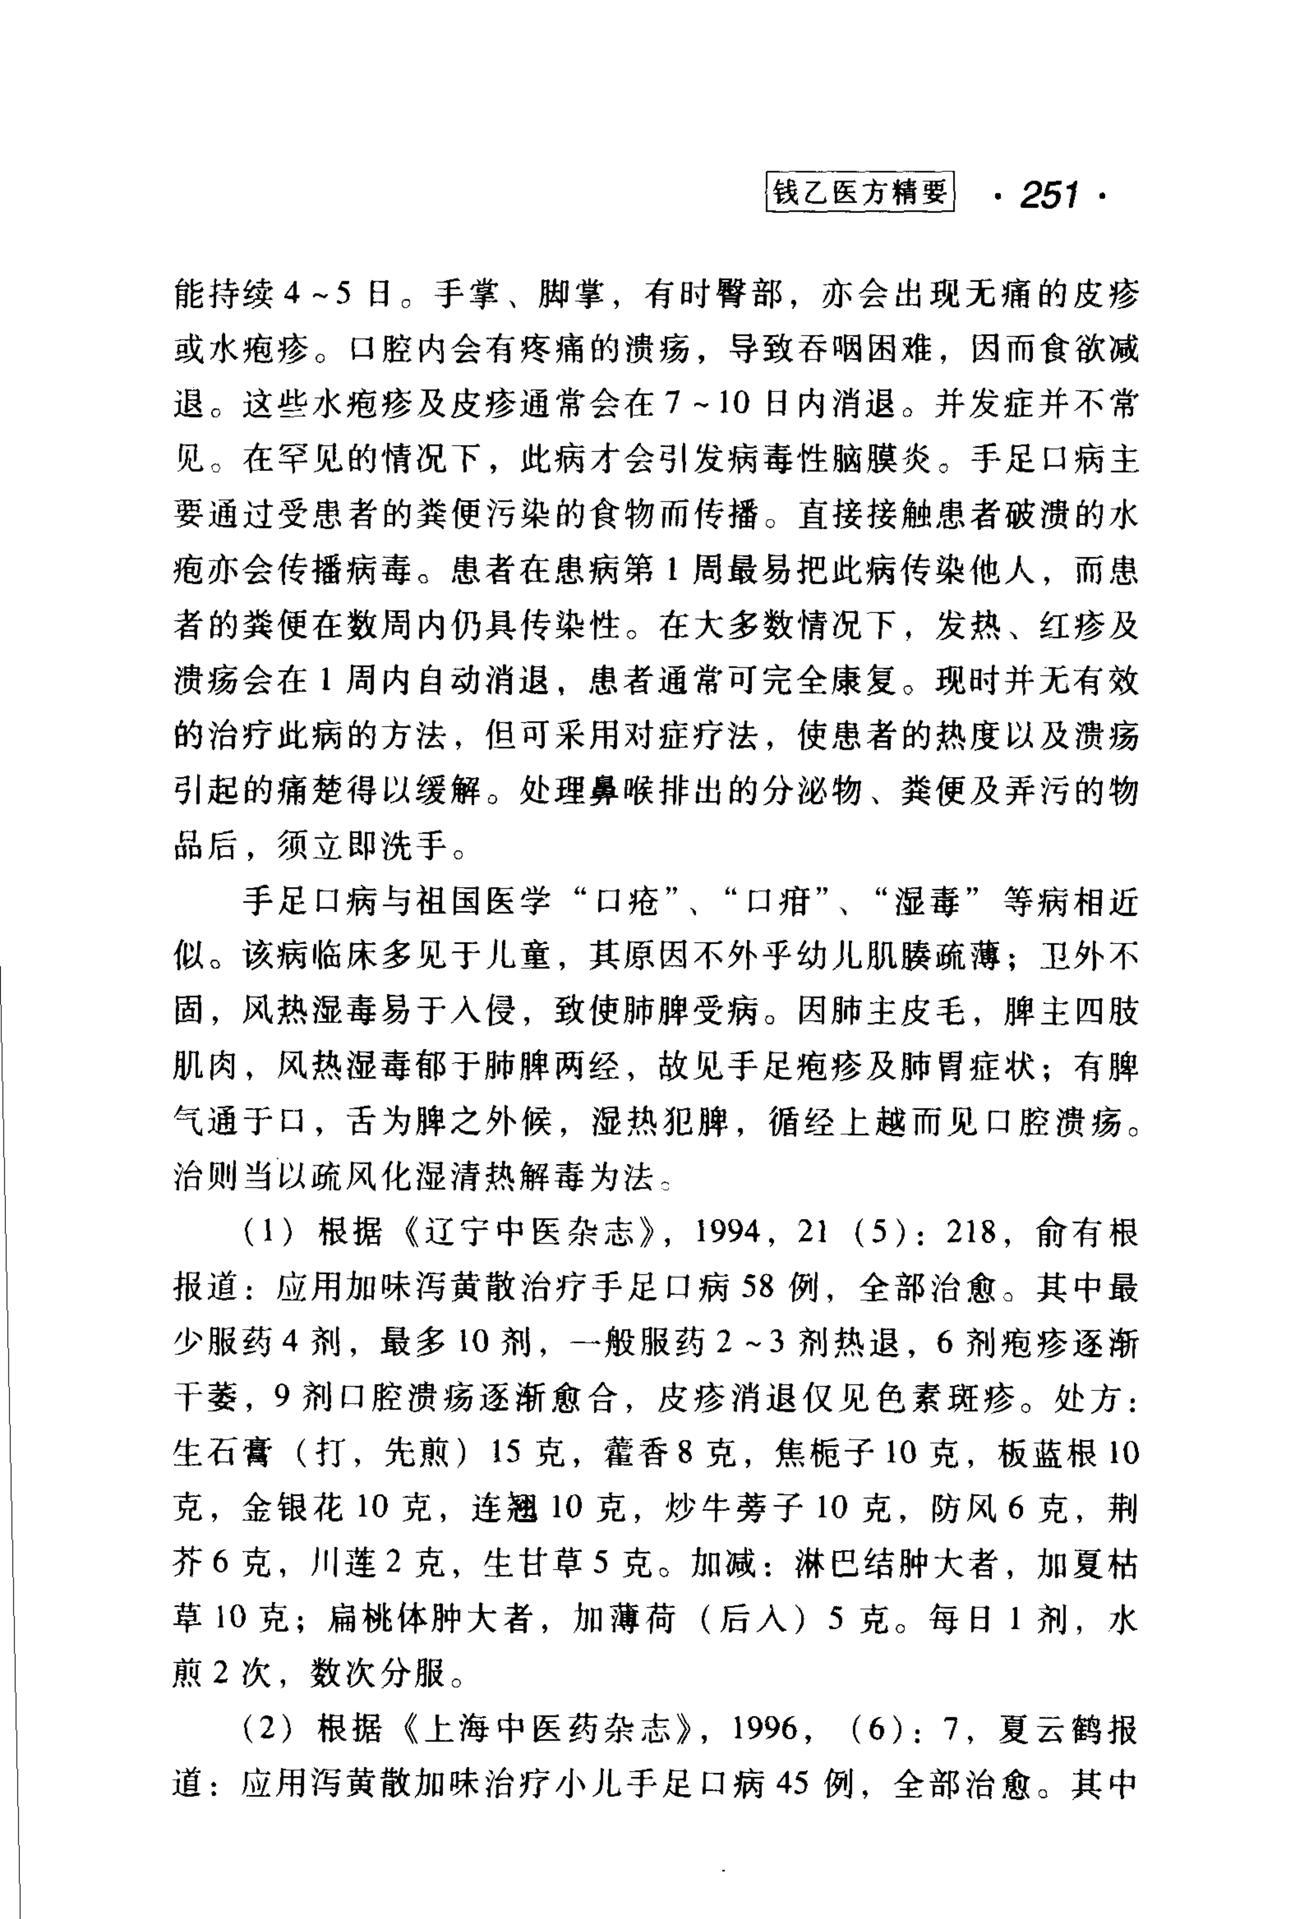 钱乙医方精要 · 251 ·
能持续4~5日。手掌、脚掌，有时臀部，亦会出现无痛的皮疹
或水疱疹。口腔内会有疼痛的溃疡，导致吞咽困难，因而食欲减
退。这些水疱疹及皮疹通常会在7~10日内消退。并发症并不常
见。在罕见的情况下，此病才会引发病毒性脑膜炎。手足口病主
要通过受患者的粪便污染的食物而传播。直接接触患者破溃的水
疱亦会传播病毒。患者在患病第1周最易把此病传染他人，而患
者的粪便在数周内仍具传染性。在大多数情况下，发热、红疹及
溃疡会在1周内自动消退，患者通常可完全康复。现时并无有效
的治疗此病的方法，但可采用对症疗法，使患者的热度以及溃疡
引起的痛楚得以缓解。处理鼻喉排出的分泌物、粪便及弄污的物
品后，须立即洗手。
手足口病与祖国医学“口疮”、“口疳”、“湿毒”等病相近
似。该病临床多见于儿童，其原因不外乎幼儿肌腠疏薄；卫外不
固，风热湿毒易于入侵，致使肺脾受病。因肺主皮毛，脾主四肢
肌肉，风热湿毒郁于肺脾两经，故见手足疱疹及肺胃症状；有脾
气通于口，舌为脾之外候，湿热犯脾，循经上越而见口腔溃疡。
治则当以疏风化湿清热解毒为法。
（1）根据《辽宁中医杂志》，1994，21（5）：218，俞有根
报道：应用加味泻黄散治疗手足口病58例，全部治愈。其中最
少服药4剂，最多10剂，一般服药2~3剂热退，6剂疱疹逐渐
干萎，9剂口腔溃疡逐渐愈合，皮疹消退仅见色素斑疹。处方：
生石膏（打，先煎）15克，藿香8克，焦栀子10克，板蓝根10
克，金银花10克，连翘10克，炒牛蒡子10克，防风6克，荆
芥6克，川莲2克，生甘草5克。加减：淋巴结肿大者，加夏枯
草10克；扁桃体肿大者，加薄荷（后入）5克。每日1剂，水
煎2次，数次分服。
（2）根据《上海中医药杂志》，1996，（6）：7，夏云鹤报
道：应用泻黄散加味治疗小儿手足口病45例，全部治愈。其中